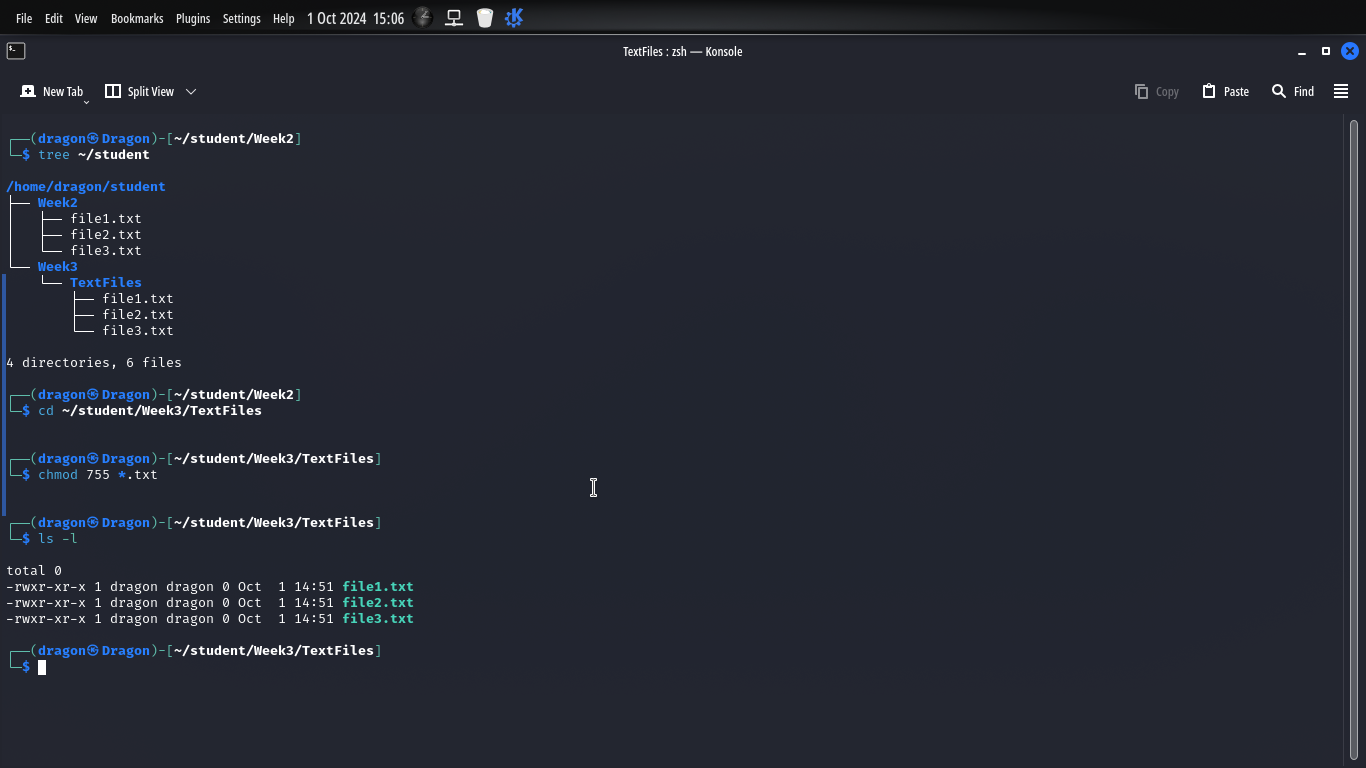 File Edit View Bookmarks Plugins Settings Help 1 Oct 2024 15:06
TextFiles : zsh — Konsole
New Tab Split View Copy Paste Find
┌──(dragon㉿Dragon)-[~/student/Week2]
└─$ tree ~/student
/home/dragon/student
├── Week2
│   ├── file1.txt
│   ├── file2.txt
│   └── file3.txt
└── Week3
    └── TextFiles
        ├── file1.txt
        ├── file2.txt
        └── file3.txt
4 directories, 6 files
┌──(dragon㉿Dragon)-[~/student/Week2]
└─$ cd ~/student/Week3/TextFiles
┌──(dragon㉿Dragon)-[~/student/Week3/TextFiles]
└─$ chmod 755 *.txt
┌──(dragon㉿Dragon)-[~/student/Week3/TextFiles]
└─$ ls -l
total 0
-rwxr-xr-x 1 dragon dragon 0 Oct  1 14:51 file1.txt
-rwxr-xr-x 1 dragon dragon 0 Oct  1 14:51 file2.txt
-rwxr-xr-x 1 dragon dragon 0 Oct  1 14:51 file3.txt
┌──(dragon㉿Dragon)-[~/student/Week3/TextFiles]
└─$